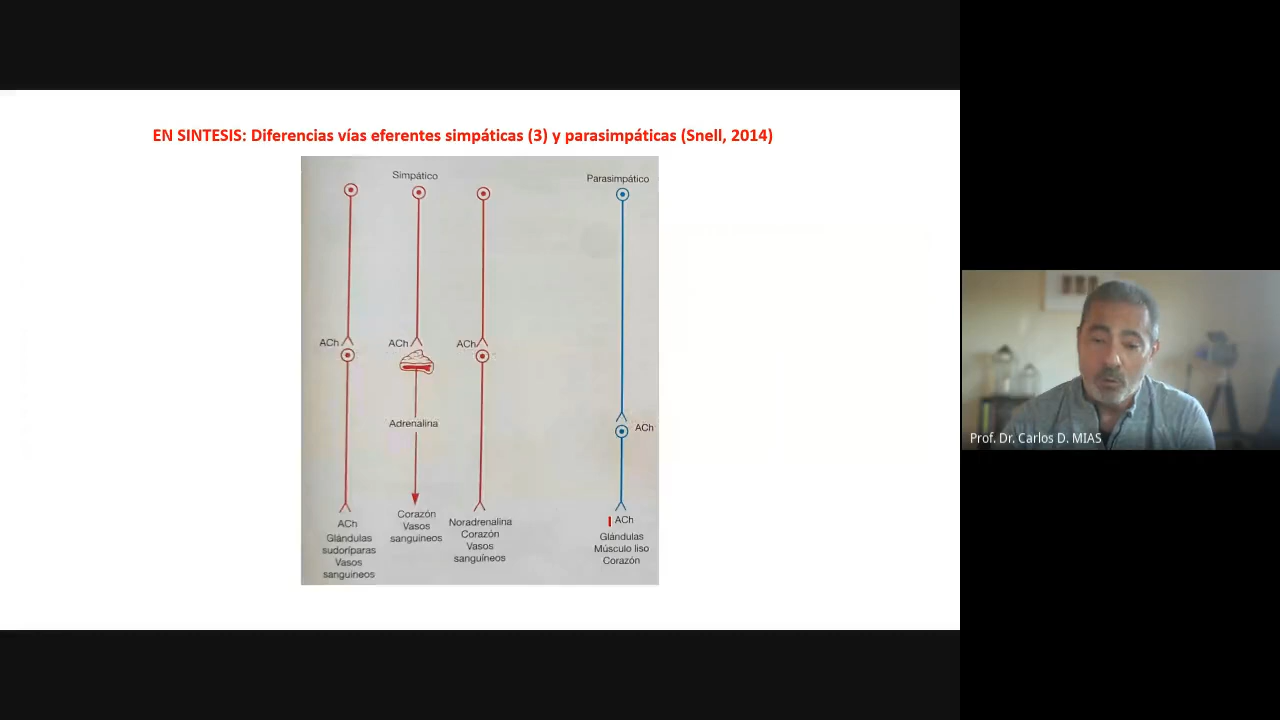 EN SINTESIS: Diferencias vías eferentes simpáticas (3) y parasimpáticas (Snell, 2014)
Simpático
Parasimpático
ACh
ACh
ACh
Adrenalina
ACh
ACh
Glándulas
sudoríparas
Vasos
sanguíneos
Corazón
Vasos
sanguíneos
Noradrenalina
Corazón
Vasos
sanguíneos
ACh
Glándulas
Músculo liso
Corazón
Prof. Dr. Carlos D. MIAS